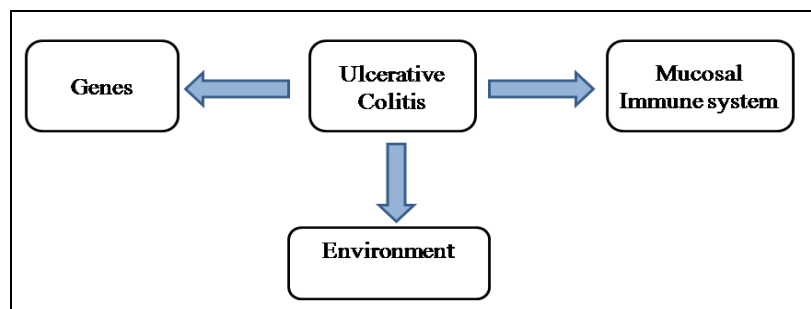 Genes
Ulcerative
Colitis
Mucosal
Immune system
Environment